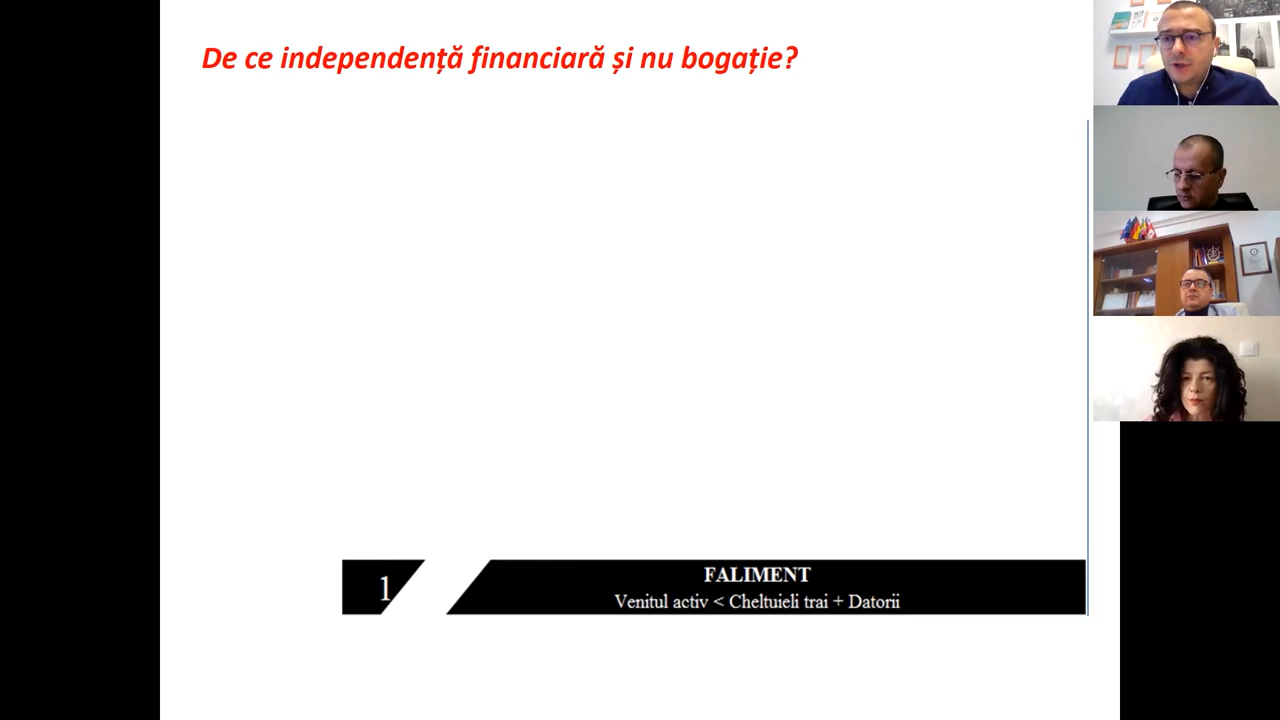 De ce independență financiară și nu bogație?
1
FALIMENT
Venitul activ < Cheltuieli trai + Datorii